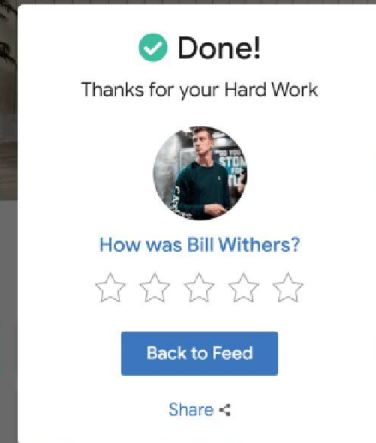 Done!
Thanks for your Hard Work
How was Bill Withers?
Back to Feed
Share